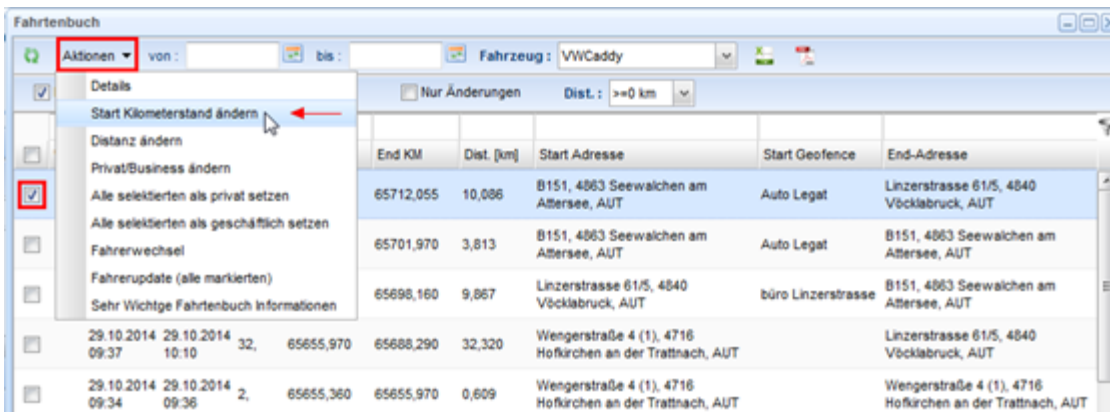 Fahrtenbuch
Aktionen von : bis : Fahrzeug : VWCaddy
Nur Änderungen Dist. : >=0 km
Details
Start Kilometerstand ändern
Distanz ändern
Privat/Business ändern
Alle selektierten als privat setzen
Alle selektierten als geschäftlich setzen
Fahrerwechsel
Fahrerupdate (alle markierten)
Sehr Wichtge Fahrtenbuch Informationen
End KM Dist. [km] Start Adresse Start Geofence End-Adresse
65712,055 10,086 B151, 4863 Seewalchen am Auto Legat Linzerstrasse 61/5, 4840
Attersee, AUT Vöcklabruck, AUT
65701,970 3,813 B151, 4863 Seewalchen am Auto Legat B151, 4863 Seewalchen am
Attersee, AUT Attersee, AUT
65698,160 9,867 Linzerstrasse 61/5, 4840 büro Linzerstrasse B151, 4863 Seewalchen am
Vöcklabruck, AUT Attersee, AUT
29.10.2014 29.10.2014 32, 65655,970 65688,290 32,320 Wengerstraße 4 (1), 4716 Linzerstrasse 61/5, 4840
09:37 10:10 Hofkirchen an der Trattnach, AUT Vöcklabruck, AUT
29.10.2014 29.10.2014 2, 65655,360 65655,970 0,609 Wengerstraße 4 (1), 4716 Wengerstraße 4 (1), 4716
09:34 09:36 Hofkirchen an der Trattnach, AUT Hofkirchen an der Trattnach, AUT